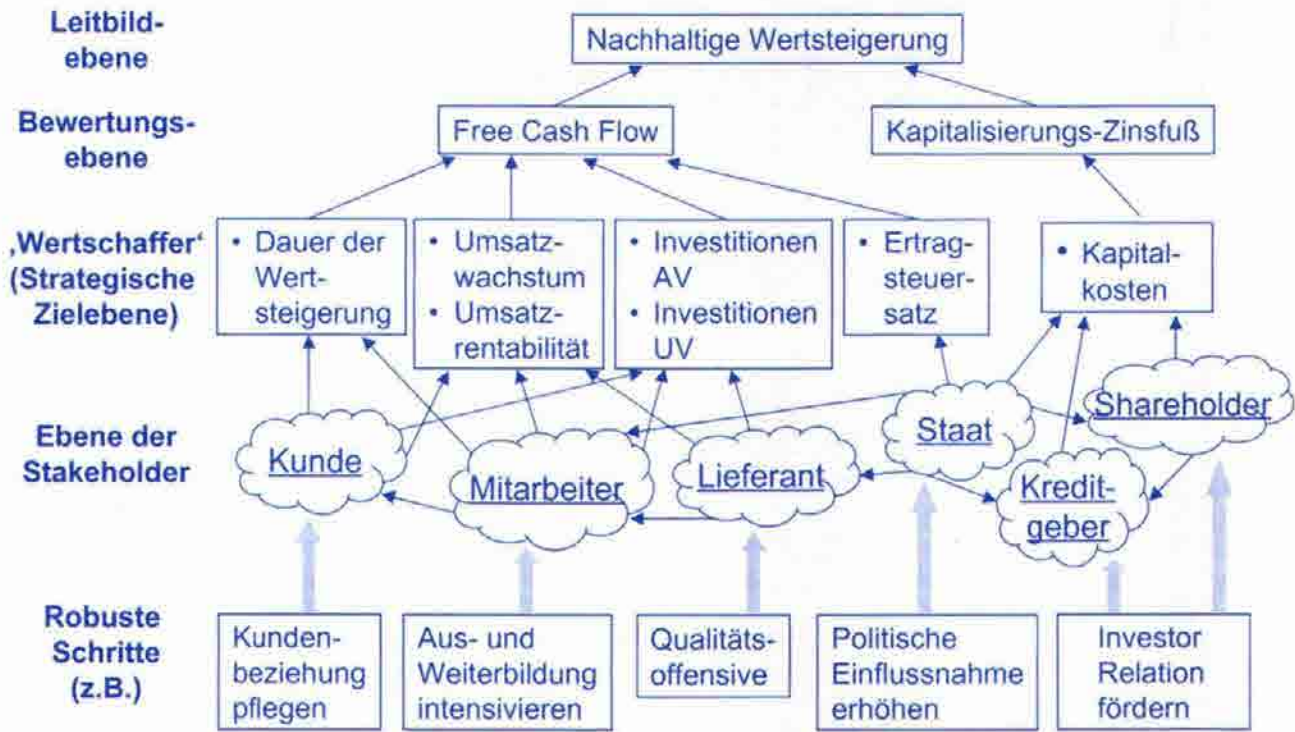 Leitbild-
ebene
Nachhaltige Wertsteigerung
Bewertungs-
ebene
Free Cash Flow
Kapitalisierungs-Zinsfuß
‚Wertschaffer‘
(Strategische
Zielebene)
• Dauer der
Wert-
steigerung
• Umsatz-
wachstum
• Umsatz-
rentabilität
• Investitionen
AV
• Investitionen
UV
• Ertrag-
steuer-
satz
• Kapital-
kosten
Ebene der
Stakeholder
Kunde
Mitarbeiter
Lieferant
Staat
Kredit-
geber
Shareholder
Robuste
Schritte
(z.B.)
Kunden-
beziehung
pflegen
Aus- und
Weiterbildung
intensivieren
Qualitäts-
offensive
Politische
Einflussnahme
erhöhen
Investor
Relation
fördern